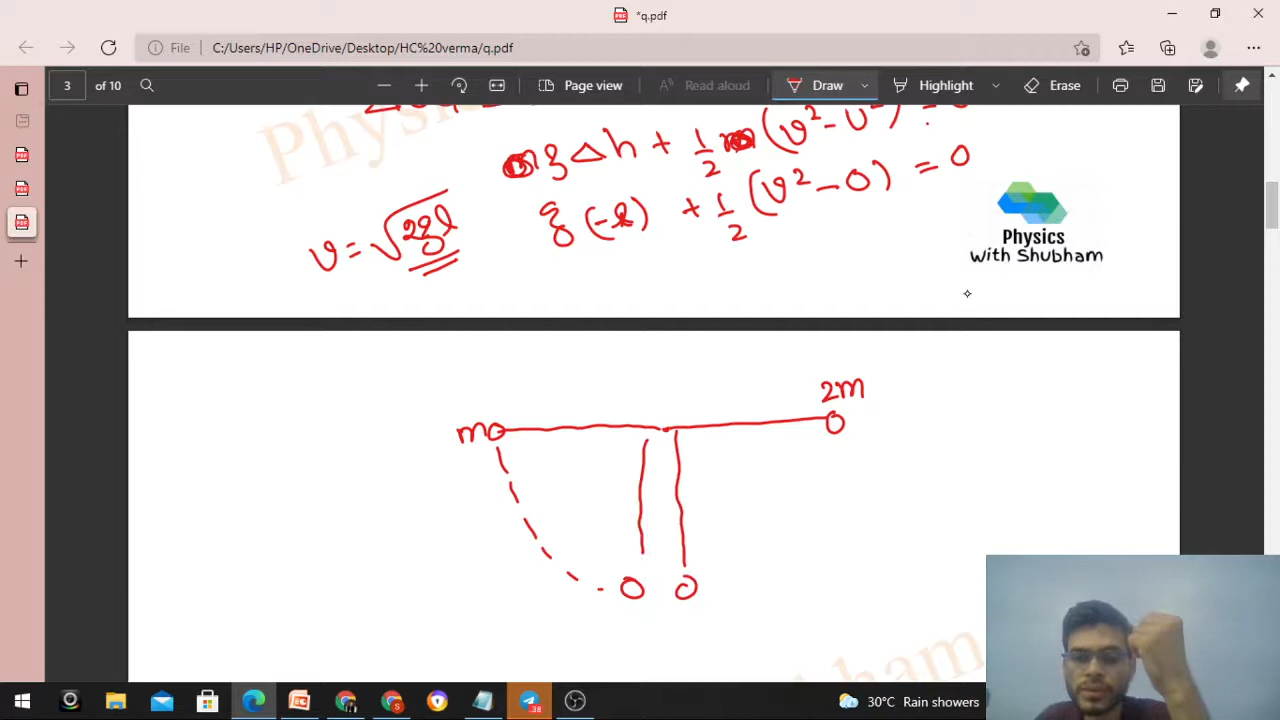 *q.pdf
File C:/Users/HP/OneDrive/Desktop/HC%20verma/q.pdf
3 of 10 Page view Read aloud Draw Highlight Erase
mgΔh + 1/2 m(v² - u²) = 0
v = √2gl g(-l) + 1/2 (v² - 0) = 0
Physics
With Shubham
2m
m
38
30°C Rain showers